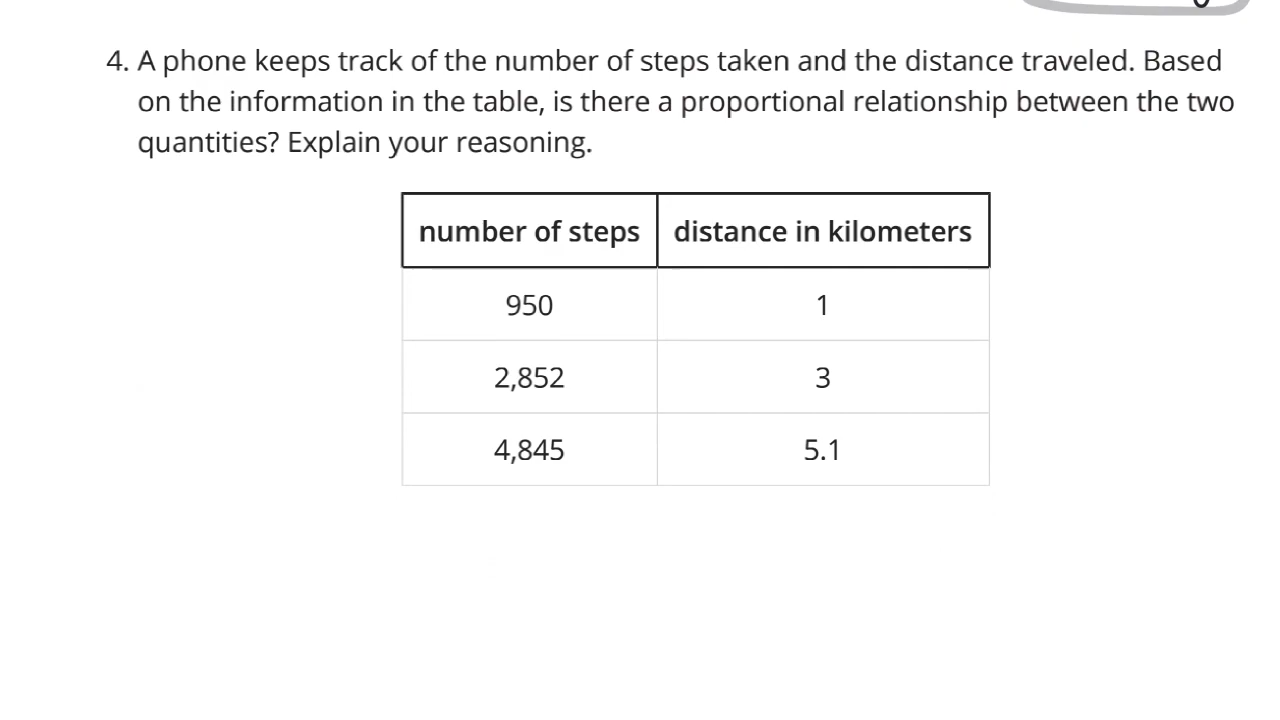 4. A phone keeps track of the number of steps taken and the distance traveled. Based
on the information in the table, is there a proportional relationship between the two
quantities? Explain your reasoning.
number of steps distance in kilometers
950 1
2,852 3
4,845 5.1